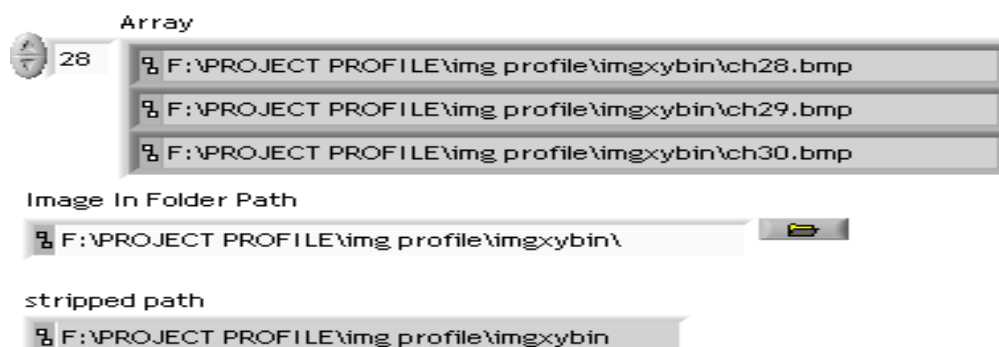 Array
28
F:\PROJECT PROFILE\img profile\imgxybin\ch28.bmp
F:\PROJECT PROFILE\img profile\imgxybin\ch29.bmp
F:\PROJECT PROFILE\img profile\imgxybin\ch30.bmp
Image In Folder Path
F:\PROJECT PROFILE\img profile\imgxybin\
stripped path
F:\PROJECT PROFILE\img profile\imgxybin